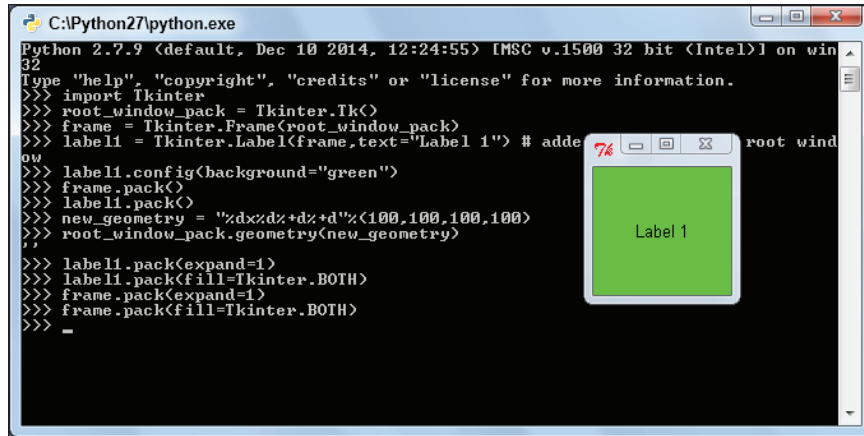 C:\Python27\python.exe
Python 2.7.9 (default, Dec 10 2014, 12:24:55) [MSC v.1500 32 bit (Intel)] on win
32
Type "help", "copyright", "credits" or "license" for more information.
>>> import Tkinter
>>> root_window_pack = Tkinter.Tk()
>>> frame = Tkinter.Frame(root_window_pack)
>>> label1 = Tkinter.Label(frame,text="Label 1") # adde root wind
ow
>>> label1.config(background="green")
>>> frame.pack()
>>> label1.pack()
>>> new_geometry = "%dx%d%+d%+d"%(100,100,100,100)
>>> root_window_pack.geometry(new_geometry)
''
>>> label1.pack(expand=1)
>>> label1.pack(fill=Tkinter.BOTH)
>>> frame.pack(expand=1)
>>> frame.pack(fill=Tkinter.BOTH)
>>> _
Tk
Label 1